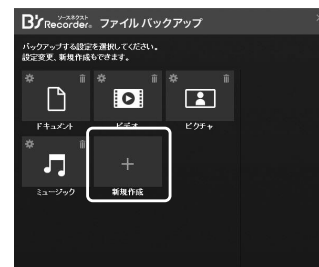 B's Recorder® ソースネクスト ファイル バックアップ
バックアップする設定を選択してください。
設定変更、新規作成もできます。
ドキュメント ビデオ ピクチャ
ミュージック 新規作成